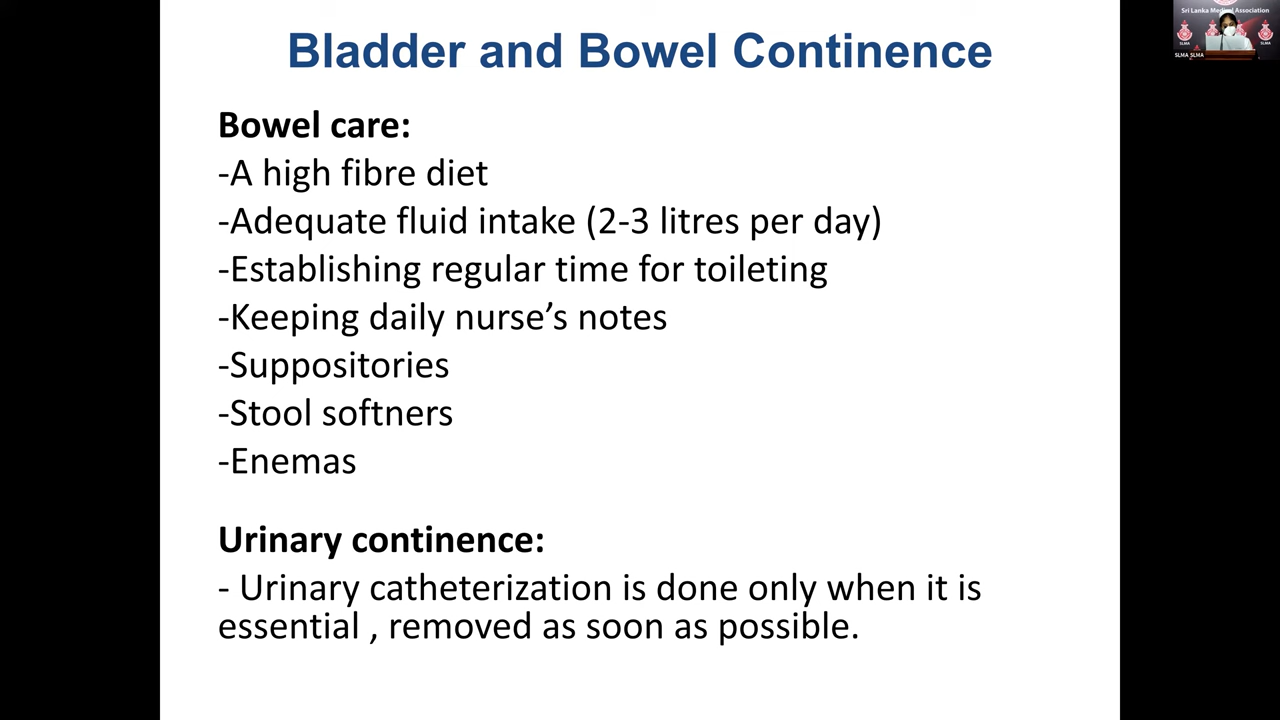 Bladder and Bowel Continence
Bowel care:
-A high fibre diet
-Adequate fluid intake (2-3 litres per day)
-Establishing regular time for toileting
-Keeping daily nurse’s notes
-Suppositories
-Stool softners
-Enemas
Urinary continence:
- Urinary catheterization is done only when it is
essential , removed as soon as possible.
Sri Lanka Medical Association
SLMA
SLMA
SLMA SLMA